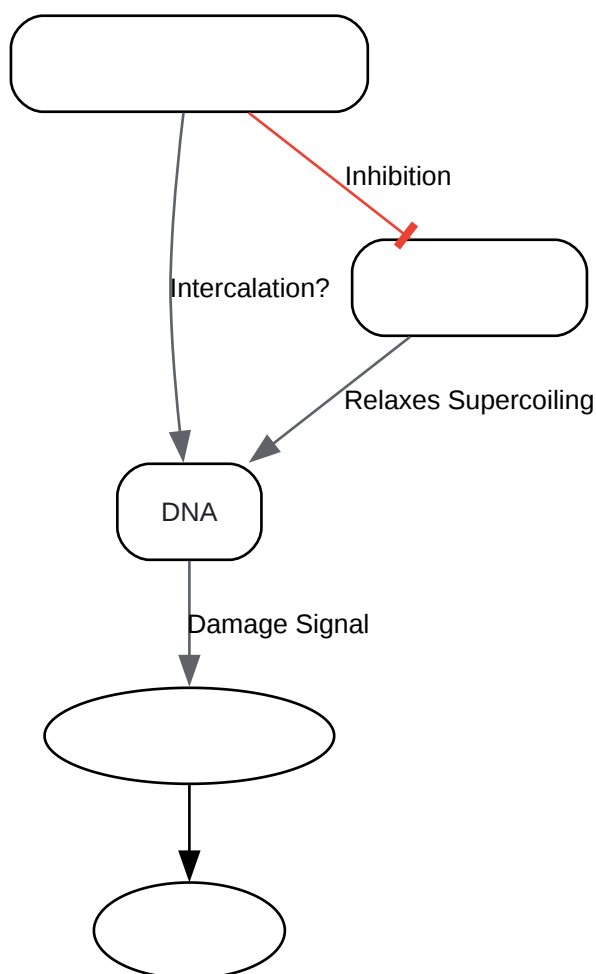 Inhibition
Intercalation?
Relaxes Supercoiling
DNA
Damage Signal